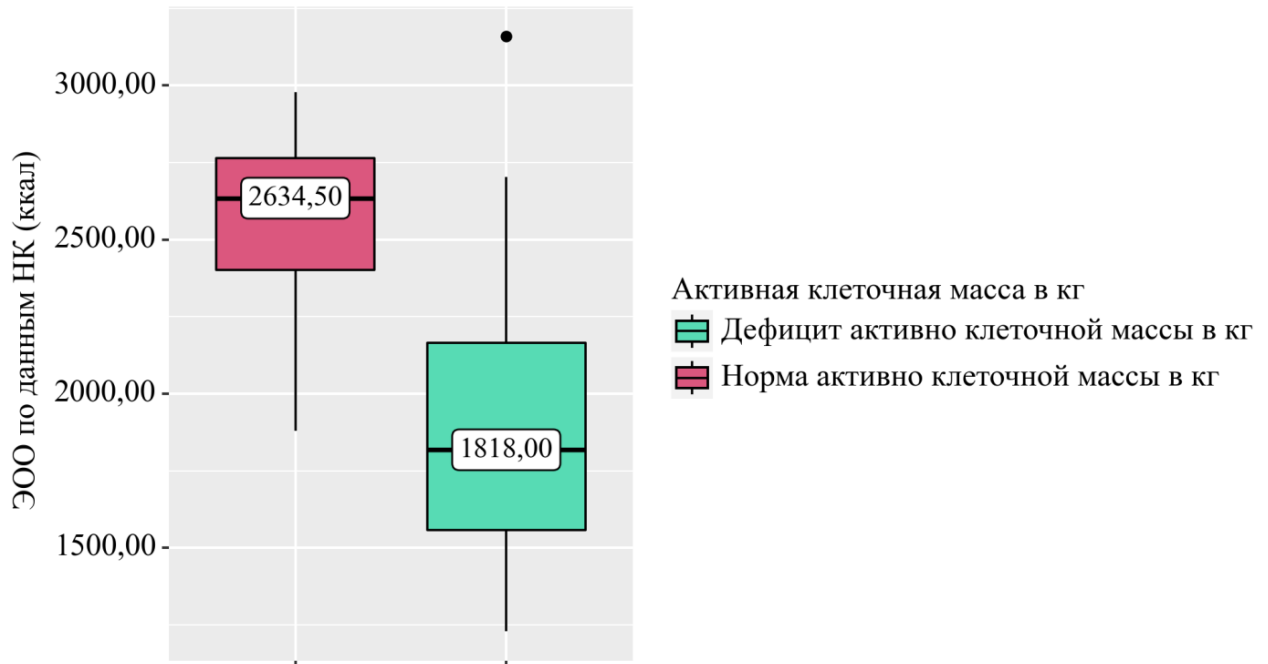 3000,00
2500,00
2000,00
1500,00
ЭОО по данным НК (ккал)
2634,50
1818,00
Активная клеточная масса в кг
Дефицит активно клеточной массы в кг
Норма активно клеточной массы в кг